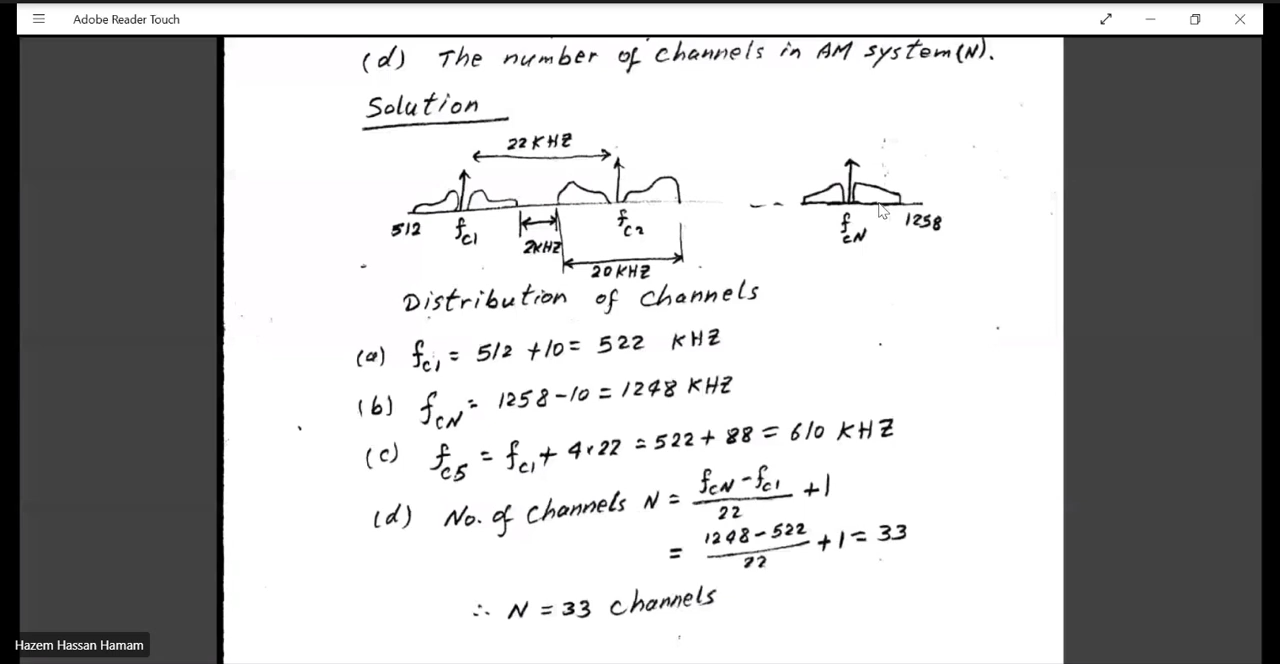 Adobe Reader Touch
(d) The number of channels in AM system (N).
Solution
22 KHZ
512 fc1 2KHZ fc2 fcN 1258
20 KHZ
Distribution of channels
(a) fc1 = 512 + 10 = 522 KHZ
(b) fcN = 1258 - 10 = 1248 KHZ
(c) fc5 = fc1 + 4 * 22 = 522 + 88 = 610 KHZ
(d) No. of channels N = fcN - fc1 / 22 + 1
= 1248 - 522 / 22 + 1 = 33
∴ N = 33 channels
Hazem Hassan Hamam